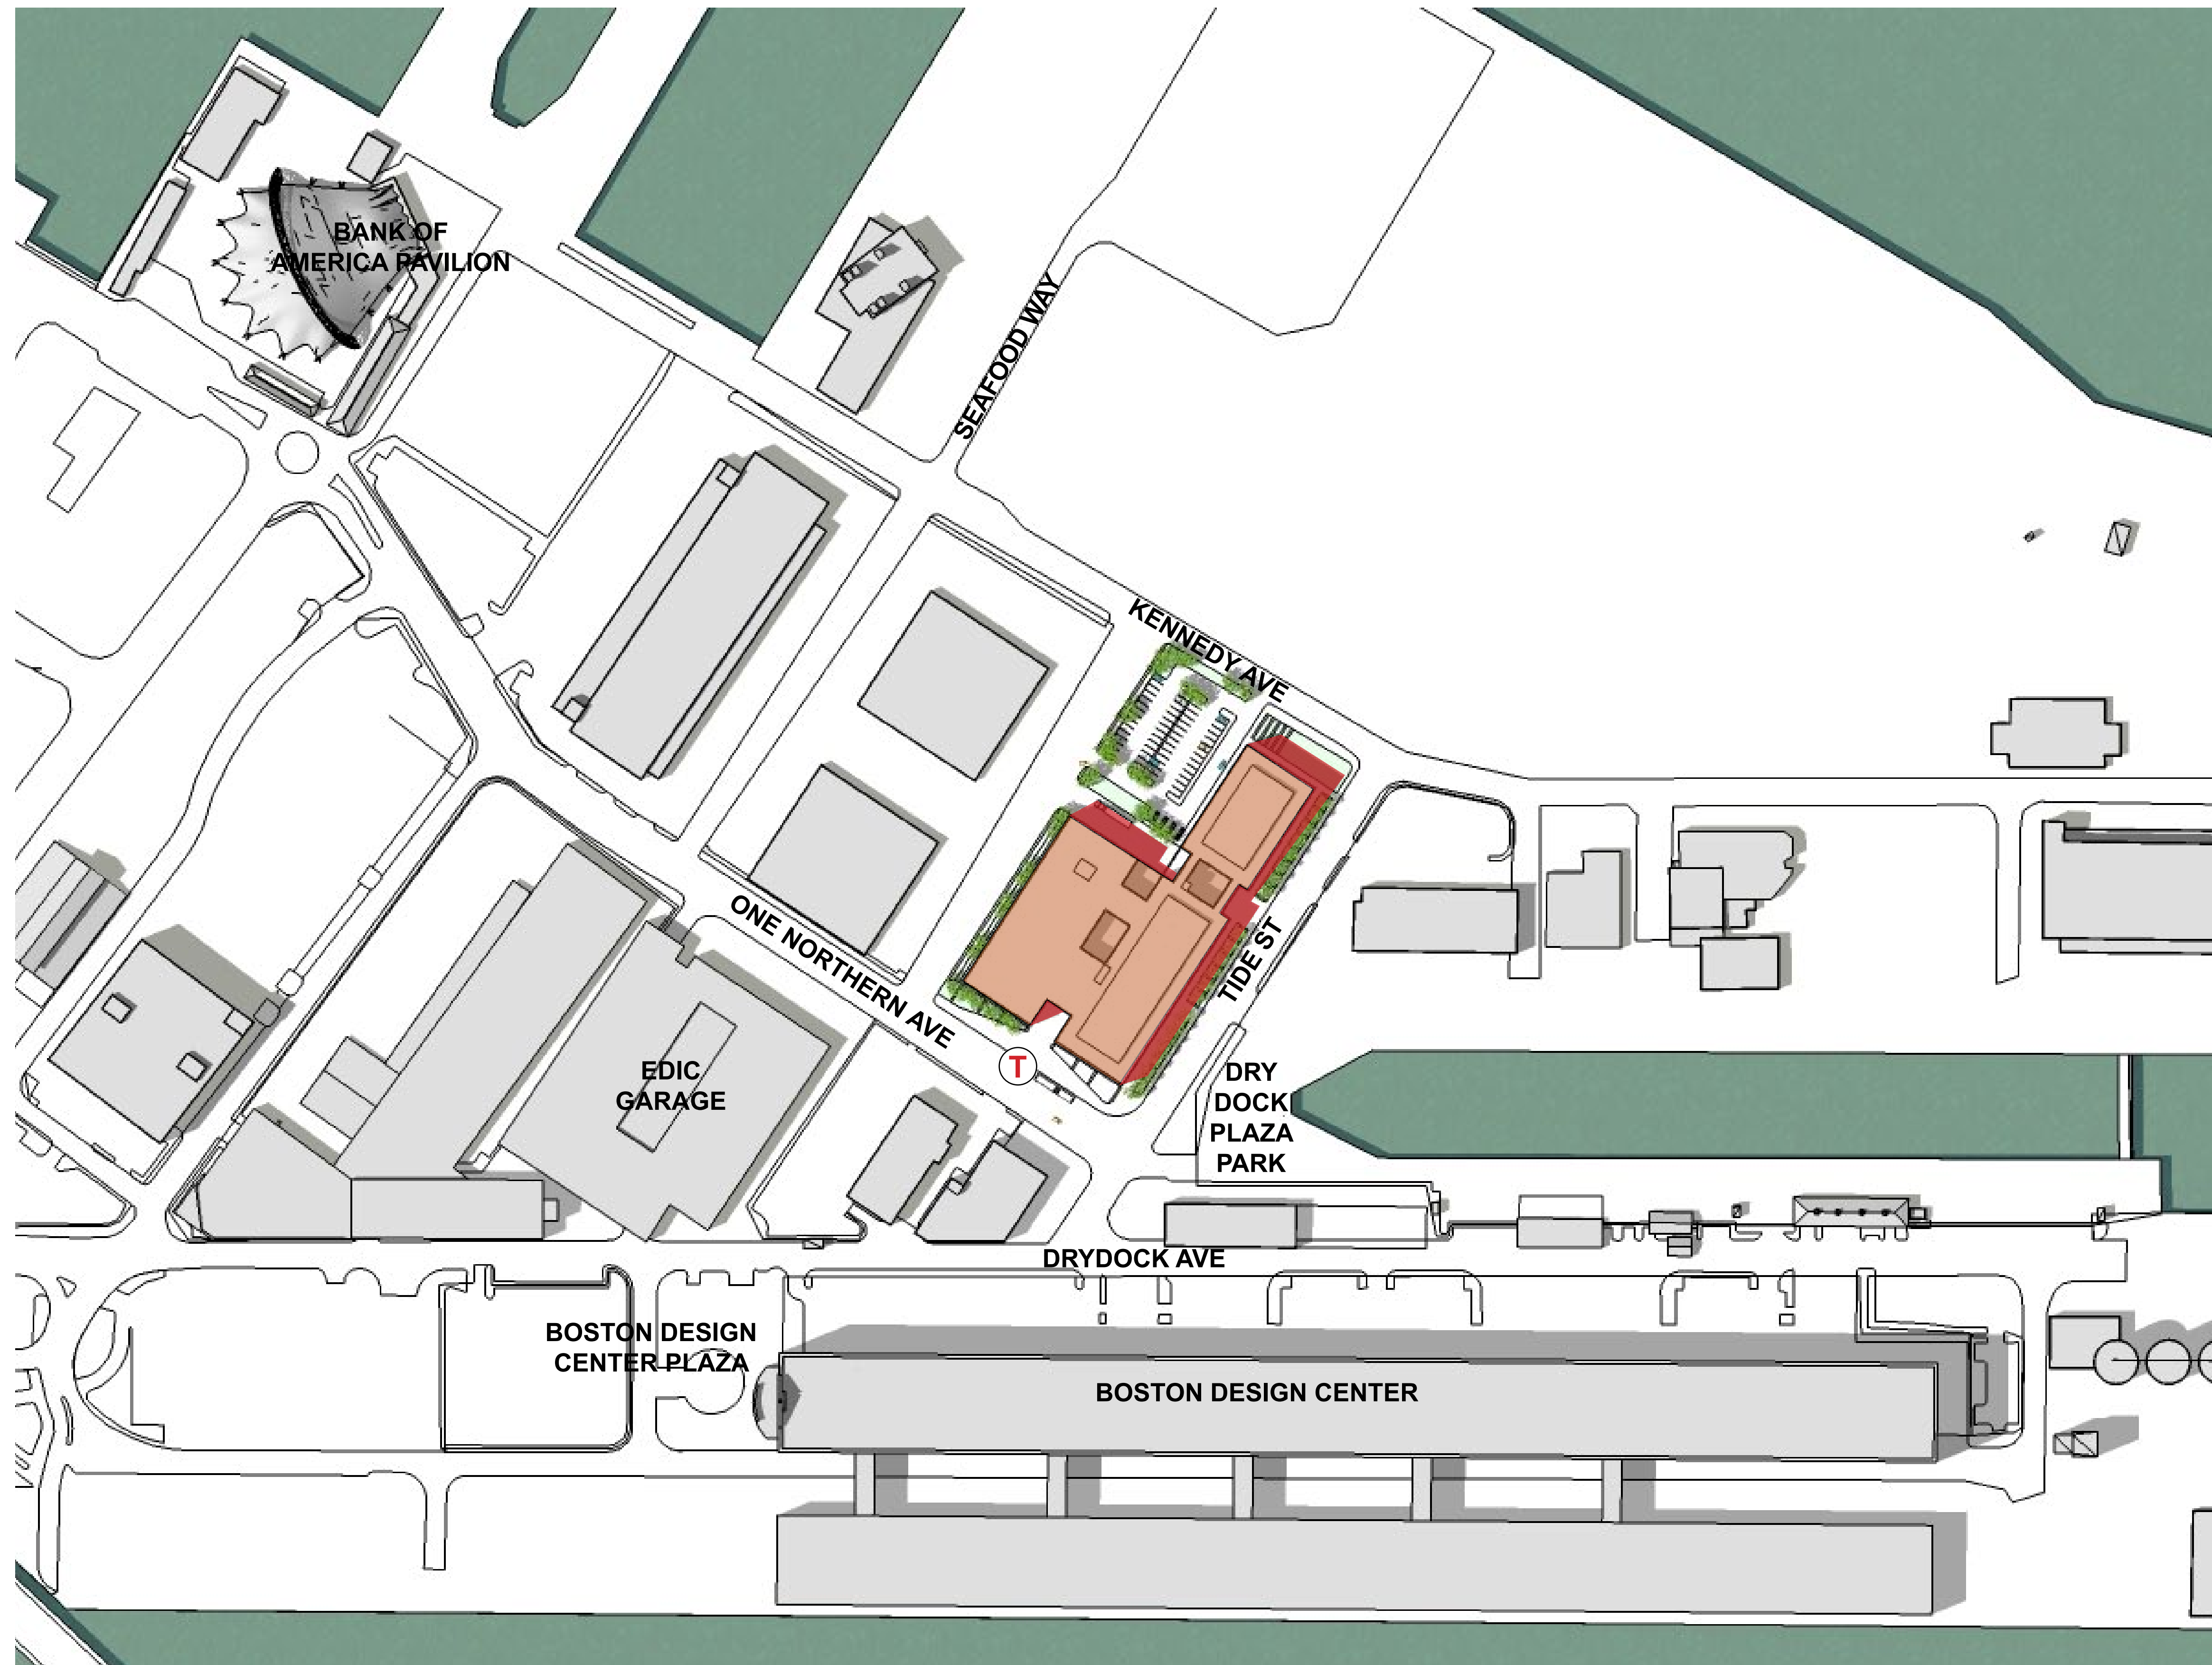 BANK OF
AMERICA PAVILION
SEAFOOD WAY
KENNEDY AVE
ONE NORTHERN AVE
TIDE ST
T
EDIC
GARAGE
DRY
DOCK
PLAZA
PARK
DRYDOCK AVE
BOSTON DESIGN
CENTER PLAZA
BOSTON DESIGN CENTER